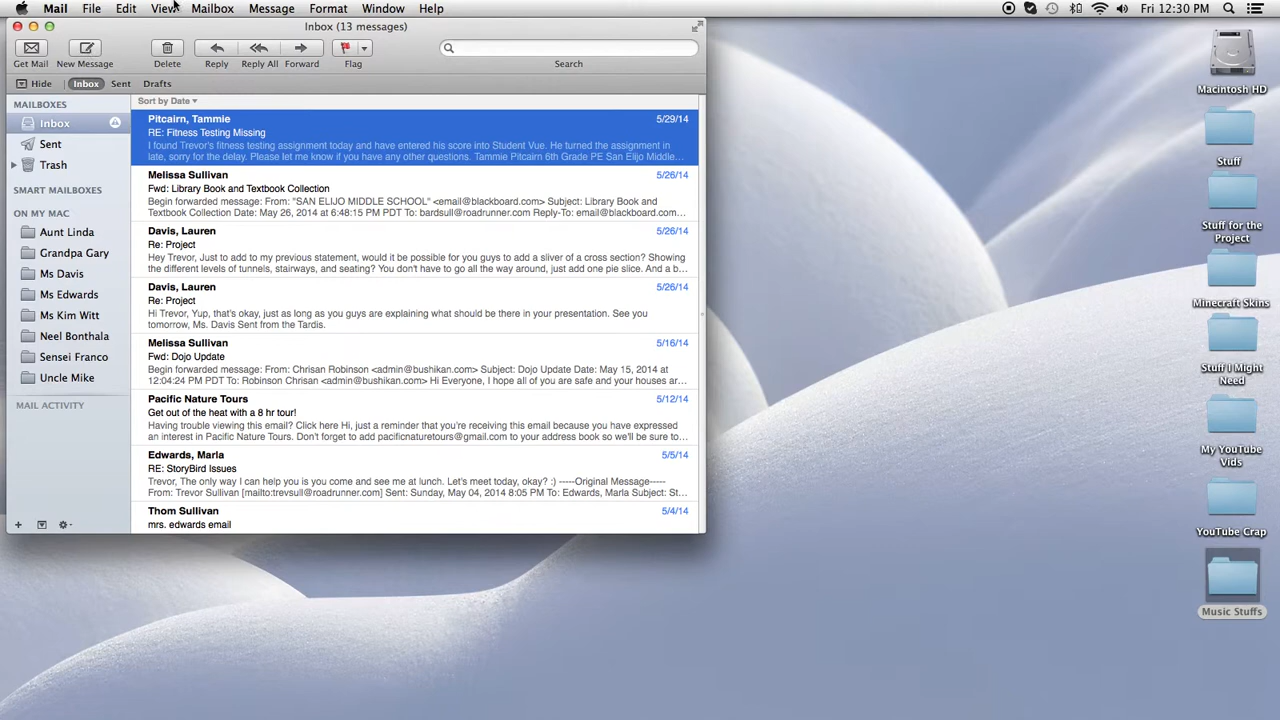 Mail File Edit View Mailbox Message Format Window Help Fri 12:30 PM
Inbox (13 messages)
Get Mail New Message Delete Reply Reply All Forward Flag Search
Hide Inbox Sent Drafts
MAILBOXES
Inbox
Sent
Trash
SMART MAILBOXES
ON MY MAC
Aunt Linda
Grandpa Gary
Ms Davis
Ms Edwards
Ms Kim Witt
Neel Bonthala
Sensei Franco
Uncle Mike
MAIL ACTIVITY
Sort by Date
Pitcairn, Tammie 5/29/14
RE: Fitness Testing Missing
I found Trevor's fitness testing assignment today and have entered his score into Student Vue. He turned the assignment in
late, sorry for the delay. Please let me know if you have any other questions. Tammie Pitcairn 6th Grade PE San Elijo Middle...
Melissa Sullivan 5/26/14
Fwd: Library Book and Textbook Collection
Begin forwarded message: From: "SAN ELIJO MIDDLE SCHOOL" <email@blackboard.com> Subject: Library Book and
Textbook Collection Date: May 26, 2014 at 6:48:15 PM PDT To: bardsull@roadrunner.com Reply-To: email@blackboard.com...
Davis, Lauren 5/26/14
Re: Project
Hey Trevor, Just to add to my previous statement, would it be possible for you guys to add a sliver of a cross section? Showing
the different levels of tunnels, stairways, and seating? You don't have to go all the way around, just add one pie slice. And a b...
Davis, Lauren 5/26/14
Re: Project
Hi Trevor, Yup, that's okay, just as long as you guys are explaining what should be there in your presentation. See you
tomorrow, Ms. Davis Sent from the Tardis.
Melissa Sullivan 5/16/14
Fwd: Dojo Update
Begin forwarded message: From: Chrisan Robinson <admin@bushikan.com> Subject: Dojo Update Date: May 15, 2014 at
12:04:24 PM PDT To: Robinson Chrisan <admin@bushikan.com> Hi Everyone, I hope all of you are safe and your houses ar...
Pacific Nature Tours 5/12/14
Get out of the heat with a 8 hr tour!
Having trouble viewing this email? Click here Hi, just a reminder that you're receiving this email because you have expressed
an interest in Pacific Nature Tours. Don't forget to add pacificnaturetours@gmail.com to your address book so we'll be sure to...
Edwards, Marla 5/5/14
RE: StoryBird Issues
Trevor, The only way I can help you is you come and see me at lunch. Let's meet today, okay? :) -----Original Message-----
From: Trevor Sullivan [mailto:trevsull@roadrunner.com] Sent: Sunday, May 04, 2014 8:05 PM To: Edwards, Marla Subject: St...
Thom Sullivan 5/4/14
mrs. edwards email
Macintosh HD
Stuff
Stuff for the
Project
Minecraft Skins
Stuff I Might
Need
My YouTube
Vids
YouTube Crap
Music Stuffs